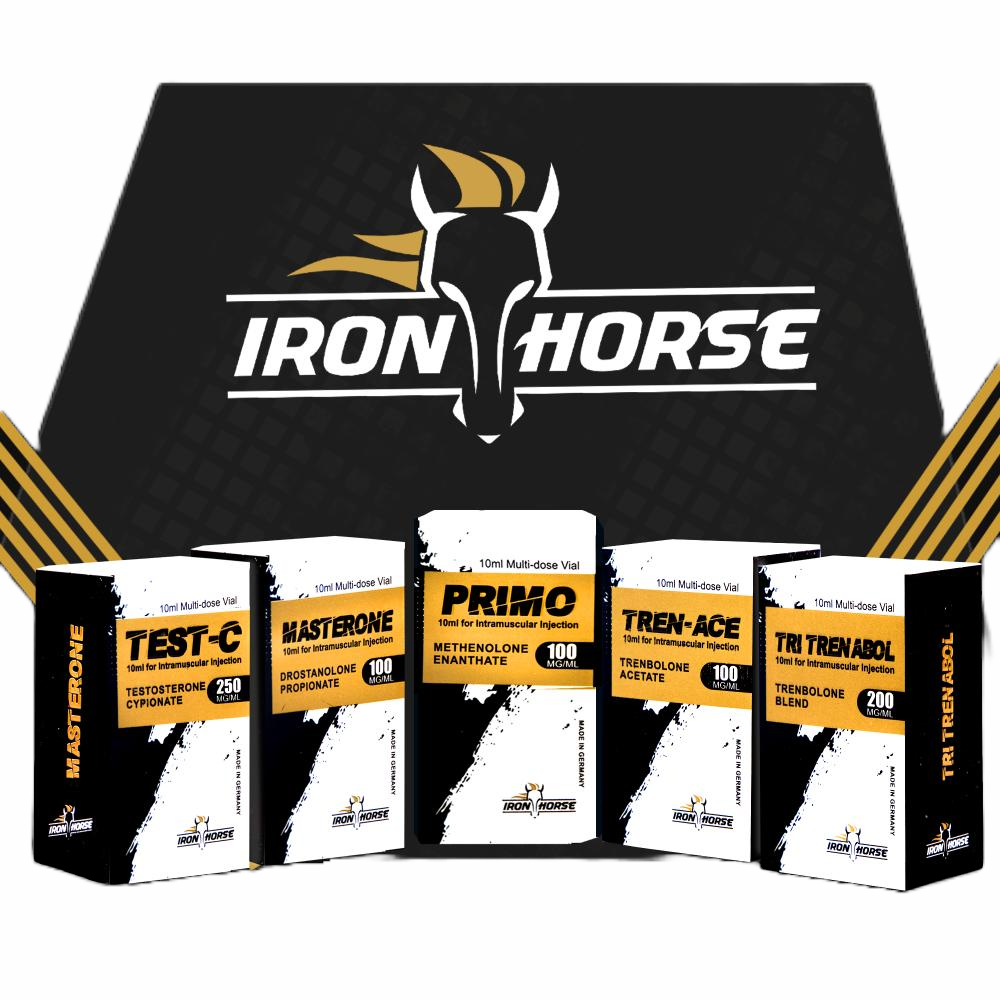 IRON HORSE
MASTERONE
IRON HORSE
10ml Multi-dose Vial
TEST-C
10ml for Intramuscular Injection
TESTOSTERONE
CYPIONATE
250
MG/ML
MADE IN GERMANY
IRON HORSE
10ml Multi-dose Vial
MASTERONE
10ml for Intramuscular Injection
DROSTANOLONE
PROPIONATE
100
MG/ML
MADE IN GERMANY
IRON HORSE
10ml Multi-dose Vial
PRIMO
10ml for Intramuscular Injection
METHENOLONE
ENANTHATE
100
MG/ML
MADE IN GERMANY
IRON HORSE
10ml Multi-dose Vial
TREN-ACE
10ml for Intramuscular Injection
TRENBOLONE
ACETATE
100
MG/ML
MADE IN GERMANY
IRON HORSE
10ml Multi-dose Vial
TRI TRENABOL
10ml for Intramuscular Injection
TRENBOLONE
BLEND
200
MG/ML
MADE IN GERMANY
IRON HORSE
TRI TRENABOL
IRON HORSE